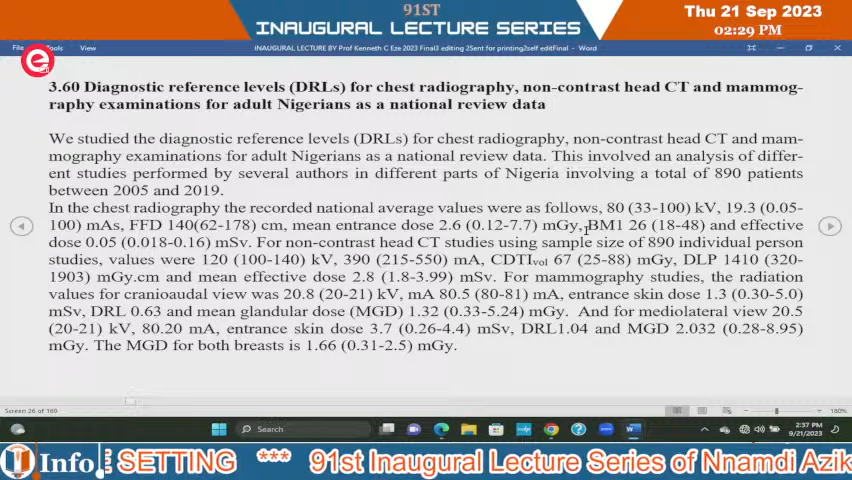 91ST
INAUGURAL LECTURE SERIES
Thu 21 Sep 2023
02:29 PM
File Tools View
INAUGURAL LECTURE BY Prof Kenneth C Eze 2023 Final3 editing 2Sent for printing2self editFinal - Word
e
3.60 Diagnostic reference levels (DRLs) for chest radiography, non-contrast head CT and mammog-
raphy examinations for adult Nigerians as a national review data
We studied the diagnostic reference levels (DRLs) for chest radiography, non-contrast head CT and mam-
mography examinations for adult Nigerians as a national review data. This involved an analysis of differ-
ent studies performed by several authors in different parts of Nigeria involving a total of 890 patients
between 2005 and 2019.
In the chest radiography the recorded national average values were as follows, 80 (33-100) kV, 19.3 (0.05-
100) mAs, FFD 140(62-178) cm, mean entrance dose 2.6 (0.12-7.7) mGy, BM1 26 (18-48) and effective
dose 0.05 (0.018-0.16) mSv. For non-contrast head CT studies using sample size of 890 individual person
studies, values were 120 (100-140) kV, 390 (215-550) mA, CDTIvol 67 (25-88) mGy, DLP 1410 (320-
1903) mGy.cm and mean effective dose 2.8 (1.8-3.99) mSv. For mammography studies, the radiation
values for cranioaudal view was 20.8 (20-21) kV, mA 80.5 (80-81) mA, entrance skin dose 1.3 (0.30-5.0)
mSv, DRL 0.63 and mean glandular dose (MGD) 1.32 (0.33-5.24) mGy. And for mediolateral view 20.5
(20-21) kV, 80.20 mA, entrance skin dose 3.7 (0.26-4.4) mSv, DRL1.04 and MGD 2.032 (0.28-8.95)
mGy. The MGD for both breasts is 1.66 (0.31-2.5) mGy.
Screen 26 of 169
180%
Search
2:37 PM
9/21/2023
Info! SETTING *** 91st Inaugural Lecture Series of Nnamdi Azik